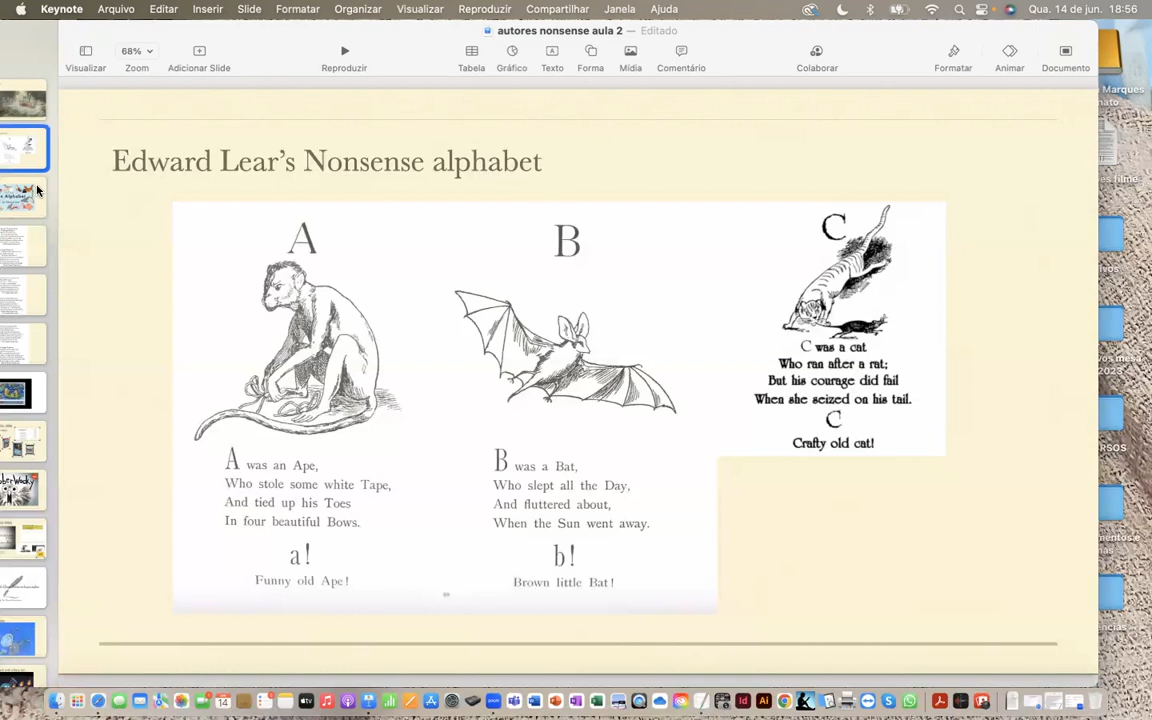 Keynote Arquivo Editar Inserir Slide Formatar Organizar Visualizar Reproduzir Compartilhar Janela Ajuda Qua. 14 de jun. 18:56
autores nonsense aula 2 — Editado
68%
Visualizar Zoom Adicionar Slide Reproduzir Tabela Gráfico Texto Forma Mídia Comentário Colaborar Formatar Animar Documento
Edward Lear's Nonsense alphabet
A
A was an Ape,
Who stole some white Tape,
And tied up his Toes
In four beautiful Bows.
a!
Funny old Ape!
B
B was a Bat,
Who slept all the Day,
And fluttered about,
When the Sun went away.
b!
Brown little Bat!
C
C was a cat
Who ran after a rat;
But his courage did fail
When she seized on his tail.
C
Crafty old cat!
Marques
filme
2023